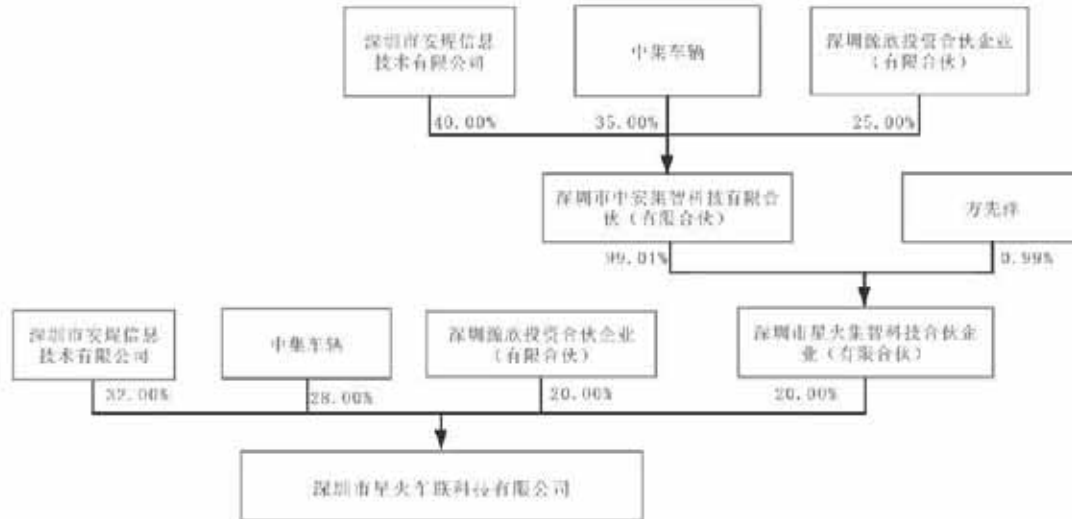 深圳市安煋信息
技术有限公司
中集车辆
深圳源欣投资合伙企业
（有限合伙）
40.00%
35.00%
25.00%
深圳市中安集智科技有限合
伙（有限合伙）
方先祥
99.01%
0.99%
深圳市安煋信息
技术有限公司
中集车辆
深圳源欣投资合伙企业
（有限合伙）
深圳市星火集智科技合伙企
业（有限合伙）
32.00%
28.00%
20.00%
20.00%
深圳市星火车联科技有限公司